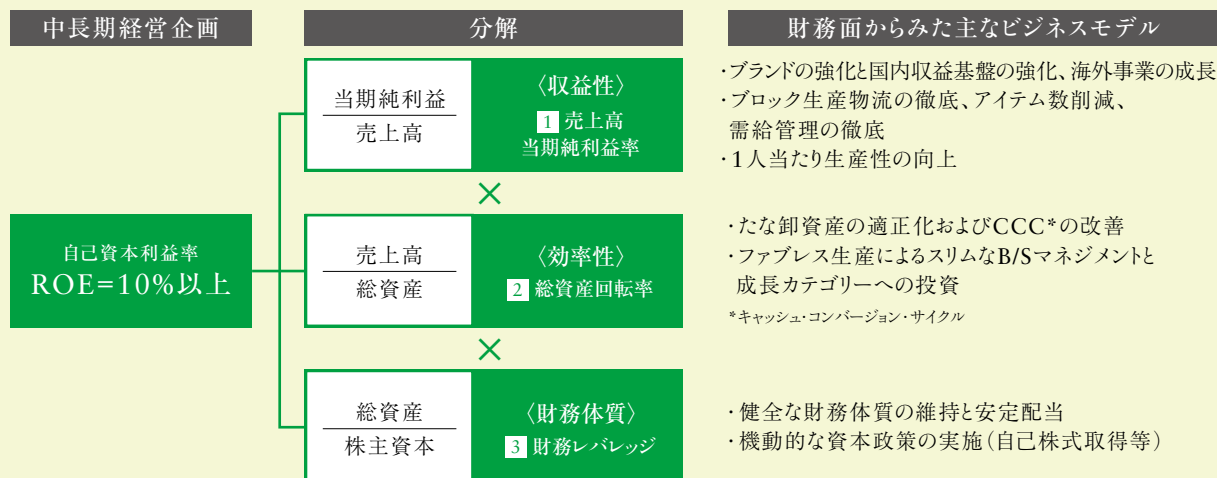 中長期経営企画
分解
財務面からみた主なビジネスモデル
自己資本利益率
ROE=10%以上
当期純利益
売上高
〈収益性〉
1 売上高
当期純利益率
・ブランドの強化と国内収益基盤の強化、海外事業の成長
・ブロック生産物流の徹底、アイテム数削減、
需給管理の徹底
・1人当たり生産性の向上
×
売上高
総資産
〈効率性〉
2 総資産回転率
・たな卸資産の適正化およびCCC*の改善
・ファブレス生産によるスリムなB/Sマネジメントと
成長カテゴリーへの投資
*キャッシュ・コンバージョン・サイクル
×
総資産
株主資本
〈財務体質〉
3 財務レバレッジ
・健全な財務体質の維持と安定配当
・機動的な資本政策の実施(自己株式取得等)